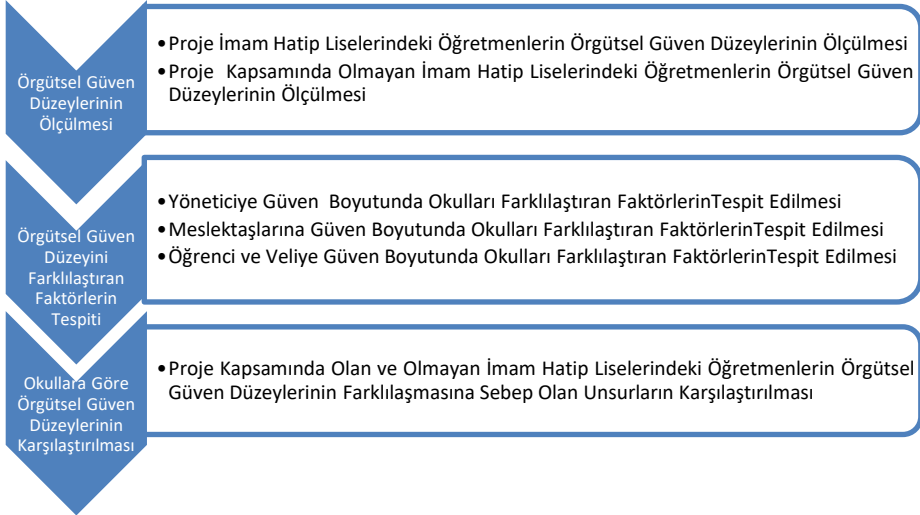 Örgütsel Güven
Düzeylerinin
Ölçülmesi
•Proje İmam Hatip Liselerindeki Öğretmenlerin Örgütsel Güven Düzeylerinin Ölçülmesi
•Proje Kapsamında Olmayan İmam Hatip Liselerindeki Öğretmenlerin Örgütsel Güven
Düzeylerinin Ölçülmesi
Örgütsel Güven
Düzeyini
Farklılaştıran
Faktörlerin
Tespiti
•Yöneticiye Güven Boyutunda Okulları Farklılaştıran FaktörlerinTespit Edilmesi
•Meslektaşlarına Güven Boyutunda Okulları Farklılaştıran FaktörlerinTespit Edilmesi
•Öğrenci ve Veliye Güven Boyutunda Okulları Farklılaştıran FaktörlerinTespit Edilmesi
Okullara Göre
Örgütsel Güven
Düzeylerinin
Karşılaştırılması
•Proje Kapsamında Olan ve Olmayan İmam Hatip Liselerindeki Öğretmenlerin Örgütsel
Güven Düzeylerinin Farklılaşmasına Sebep Olan Unsurların Karşılaştırılması